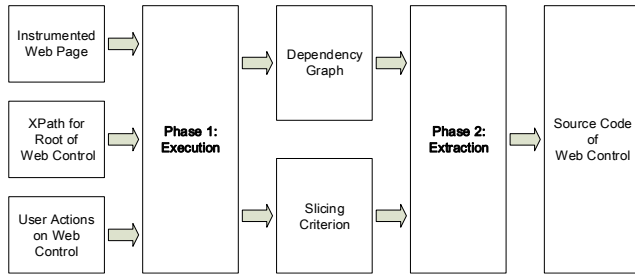 Instrumented
Web Page
XPath for
Root of
Web Control
User Actions
on Web
Control
Phase 1:
Execution
Dependency
Graph
Slicing
Criterion
Phase 2:
Extraction
Source Code
of
Web Control